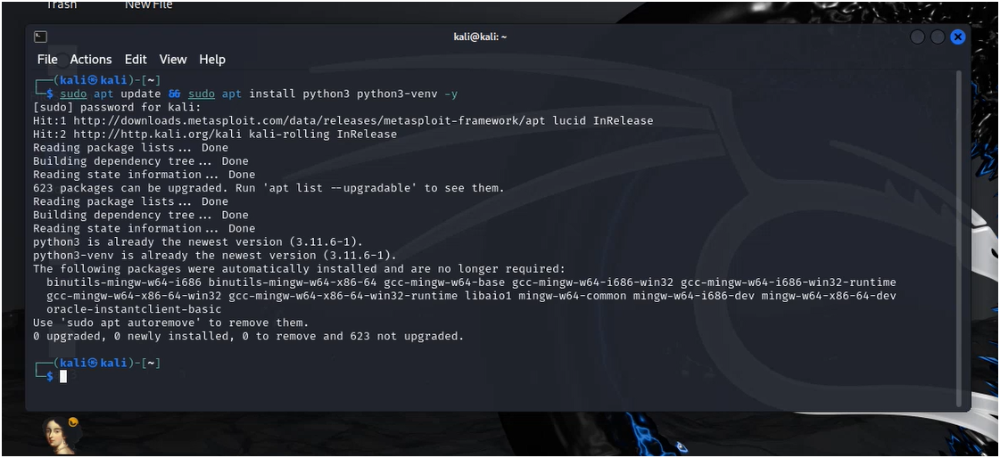 Trash New File
kali@kali: ~
File Actions Edit View Help
┌──(kali㉿kali)-[~]
└─$ sudo apt update && sudo apt install python3 python3-venv -y
[sudo] password for kali:
Hit:1 http://downloads.metasploit.com/data/releases/metasploit-framework/apt lucid InRelease
Hit:2 http://http.kali.org/kali kali-rolling InRelease
Reading package lists... Done
Building dependency tree... Done
Reading state information... Done
623 packages can be upgraded. Run 'apt list --upgradable' to see them.
Reading package lists... Done
Building dependency tree... Done
Reading state information... Done
python3 is already the newest version (3.11.6-1).
python3-venv is already the newest version (3.11.6-1).
The following packages were automatically installed and are no longer required:
binutils-mingw-w64-i686 binutils-mingw-w64-x86-64 gcc-mingw-w64-base gcc-mingw-w64-i686-win32 gcc-mingw-w64-i686-win32-runtime
gcc-mingw-w64-x86-64-win32 gcc-mingw-w64-x86-64-win32-runtime libaio1 mingw-w64-common mingw-w64-i686-dev mingw-w64-x86-64-dev
oracle-instantclient-basic
Use 'sudo apt autoremove' to remove them.
0 upgraded, 0 newly installed, 0 to remove and 623 not upgraded.
┌──(kali㉿kali)-[~]
└─$